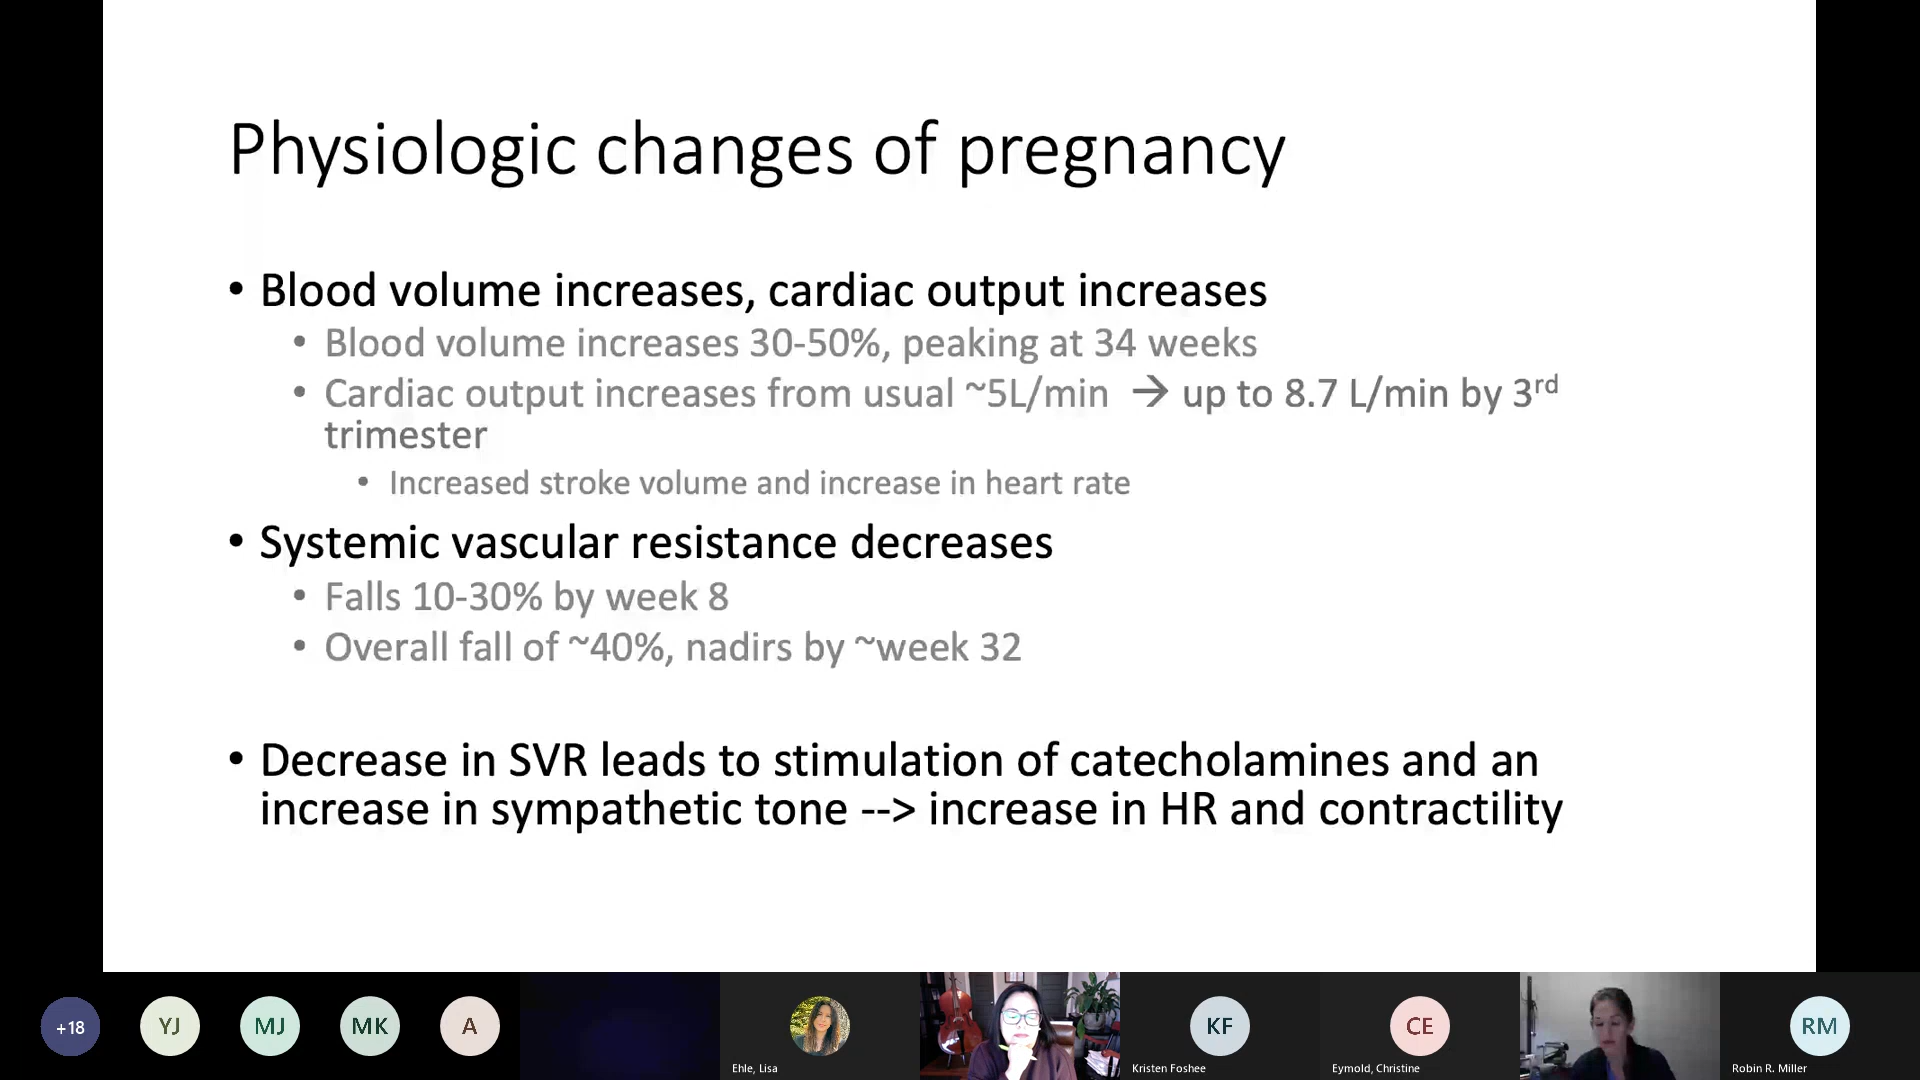 Physiologic changes of pregnancy
• Blood volume increases, cardiac output increases
• Blood volume increases 30-50%, peaking at 34 weeks
• Cardiac output increases from usual ~5L/min → up to 8.7 L/min by 3rd
trimester
• Increased stroke volume and increase in heart rate
• Systemic vascular resistance decreases
• Falls 10-30% by week 8
• Overall fall of ~40%, nadirs by ~week 32
• Decrease in SVR leads to stimulation of catecholamines and an
increase in sympathetic tone --> increase in HR and contractility
+18
YJ
MJ
MK
A
Ehle, Lisa
KF
Kristen Foshee
CE
Eymold, Christine
RM
Robin R. Miller